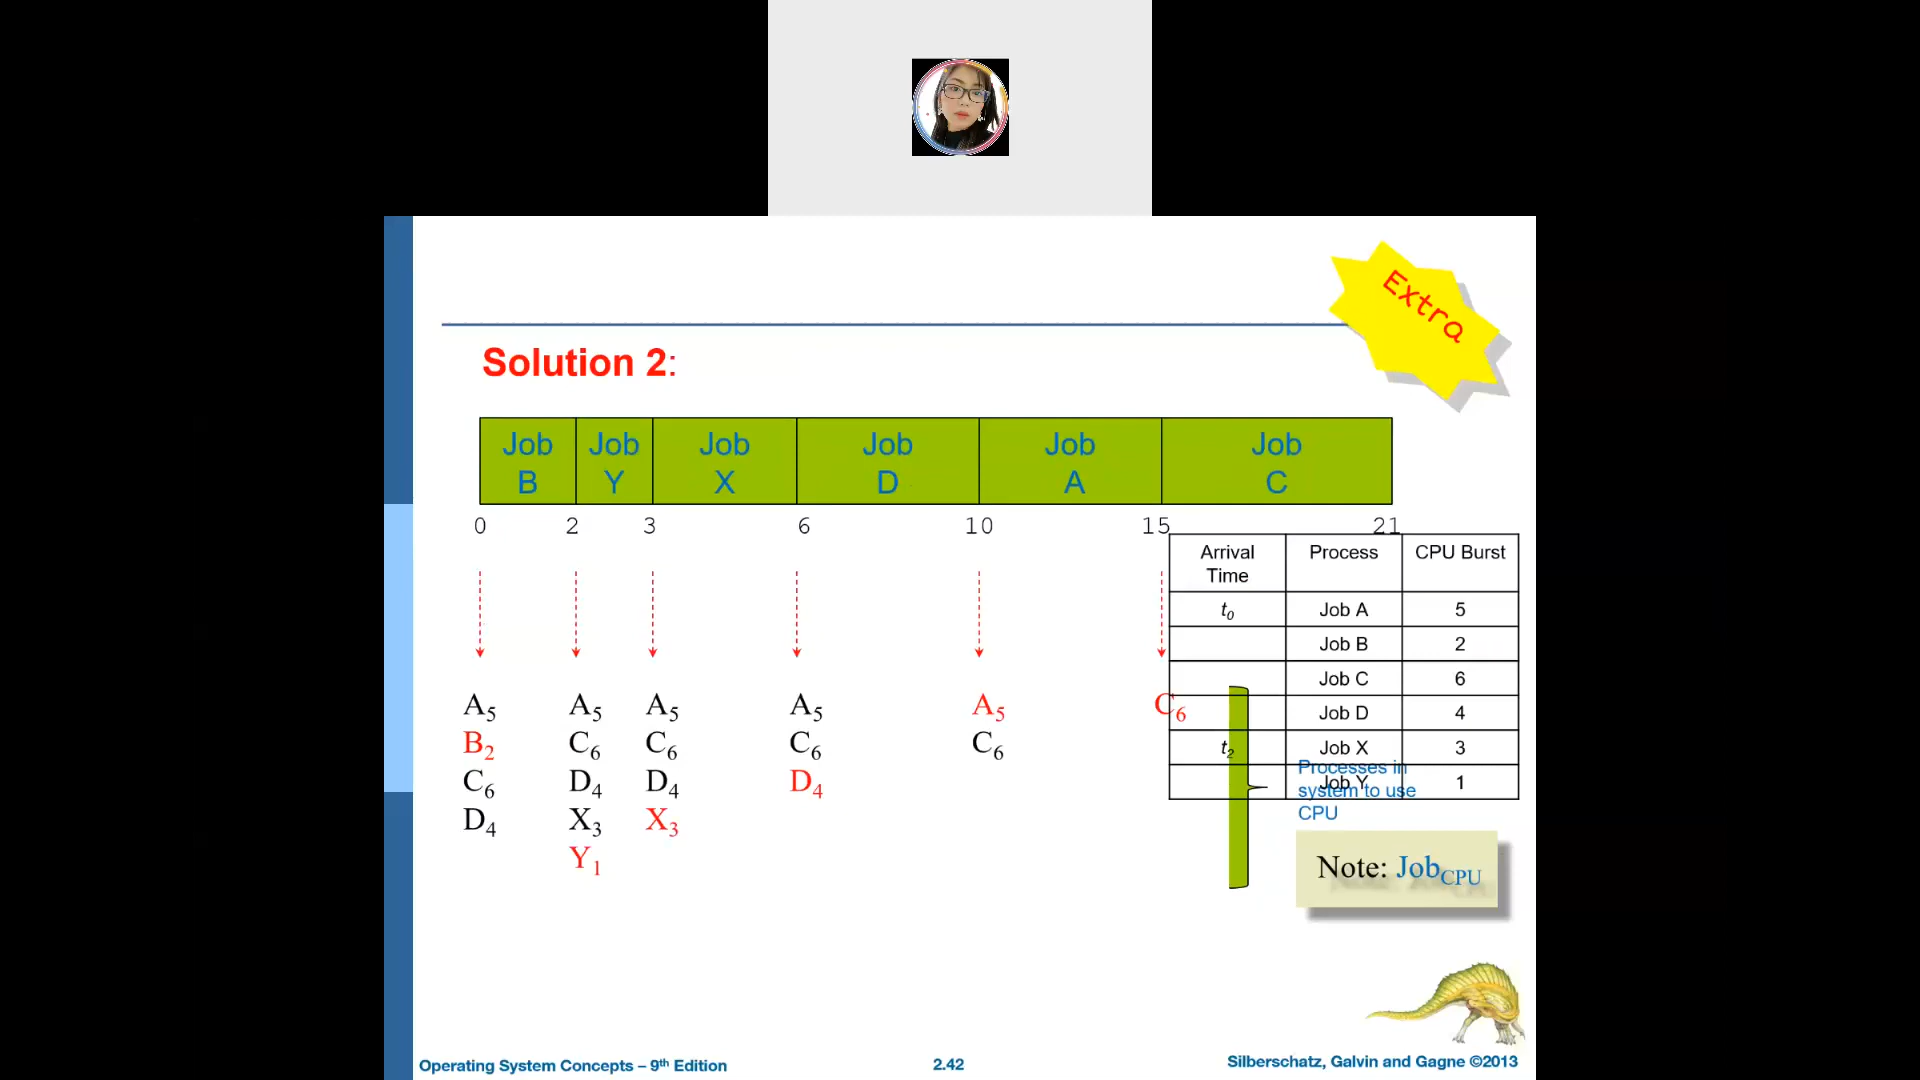 Extra
Solution 2:
Job B Job Y Job X Job D Job A Job C
0 2 3 6 10 15 21
Arrival Time Process CPU Burst
t0 Job A 5
Job B 2
Job C 6
Job D 4
t2 Job X 3
Job Y 1
A5 A5 A5 A5 A5 C6
B2 C6 C6 C6 C6
C6 D4 D4 D4
D4 X3 X3
Y1
Processes in
system to use
CPU
Note: JobCPU
Operating System Concepts – 9th Edition
2.42
Silberschatz, Galvin and Gagne ©2013